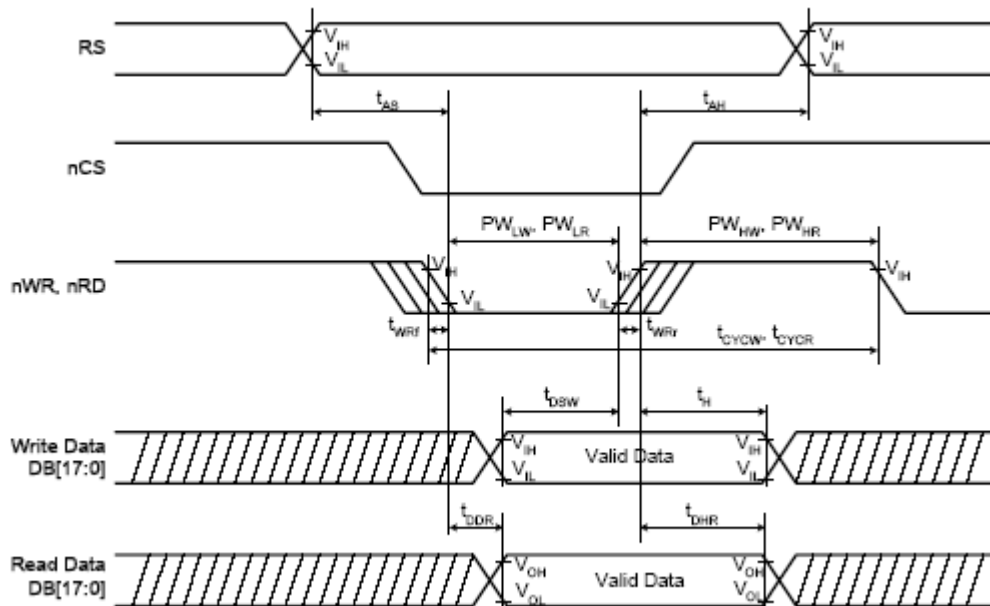 RS
V_IH
V_IL
V_IH
V_IL
t_AS
t_AH
nCS
PW_LW, PW_LR
PW_HW, PW_HR
nWR, nRD
V_IH
V_IL
V_IH
V_IL
V_IH
t_WRf
t_WRr
t_CYCW, t_CYCR
t_DSW
t_H
Write Data
DB[17:0]
V_IH
V_IL
Valid Data
V_IH
V_IL
t_DDR
t_DHR
Read Data
DB[17:0]
V_OH
V_OL
Valid Data
V_OH
V_OL